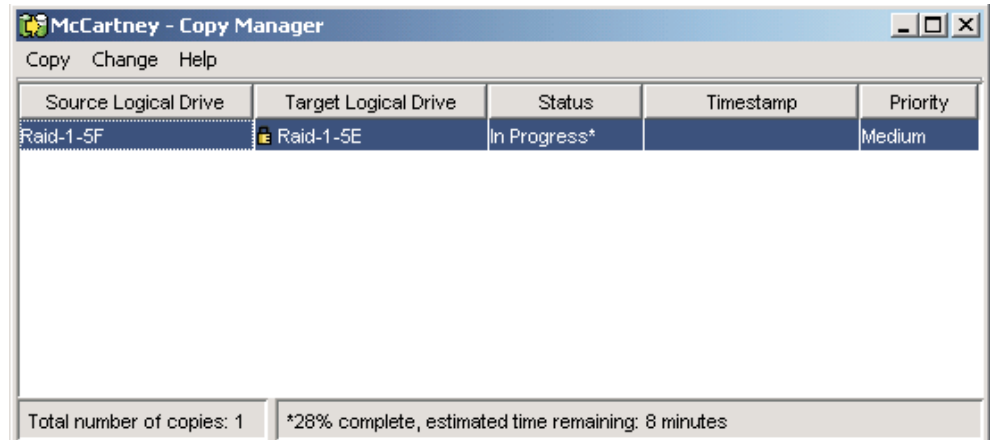 McCartney - Copy Manager
Copy Change Help
Source Logical Drive Target Logical Drive Status Timestamp Priority
Raid-1-5F Raid-1-5E In Progress* Medium
Total number of copies: 1 *28% complete, estimated time remaining: 8 minutes